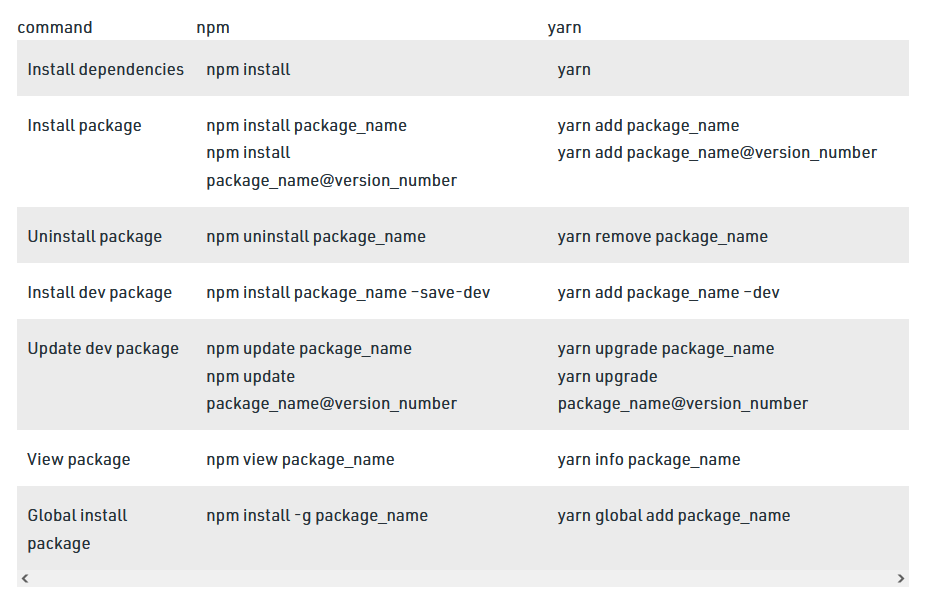 command npm yarn
Install dependencies npm install yarn
Install package npm install package_name yarn add package_name
npm install yarn add package_name@version_number
package_name@version_number
Uninstall package npm uninstall package_name yarn remove package_name
Install dev package npm install package_name –save-dev yarn add package_name –dev
Update dev package npm update package_name yarn upgrade package_name
npm update yarn upgrade
package_name@version_number package_name@version_number
View package npm view package_name yarn info package_name
Global install npm install -g package_name yarn global add package_name
package